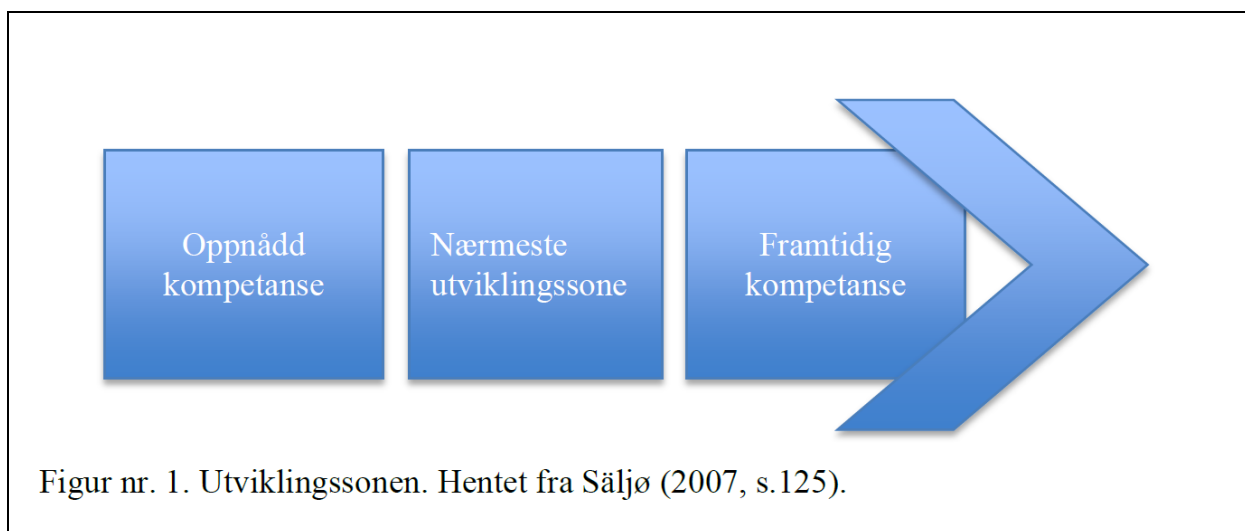 Oppnådd
kompetanse
Nærmeste
utviklingssone
Framtidig
kompetanse
Figur nr. 1. Utviklingssonen. Hentet fra Säljø (2007, s.125).